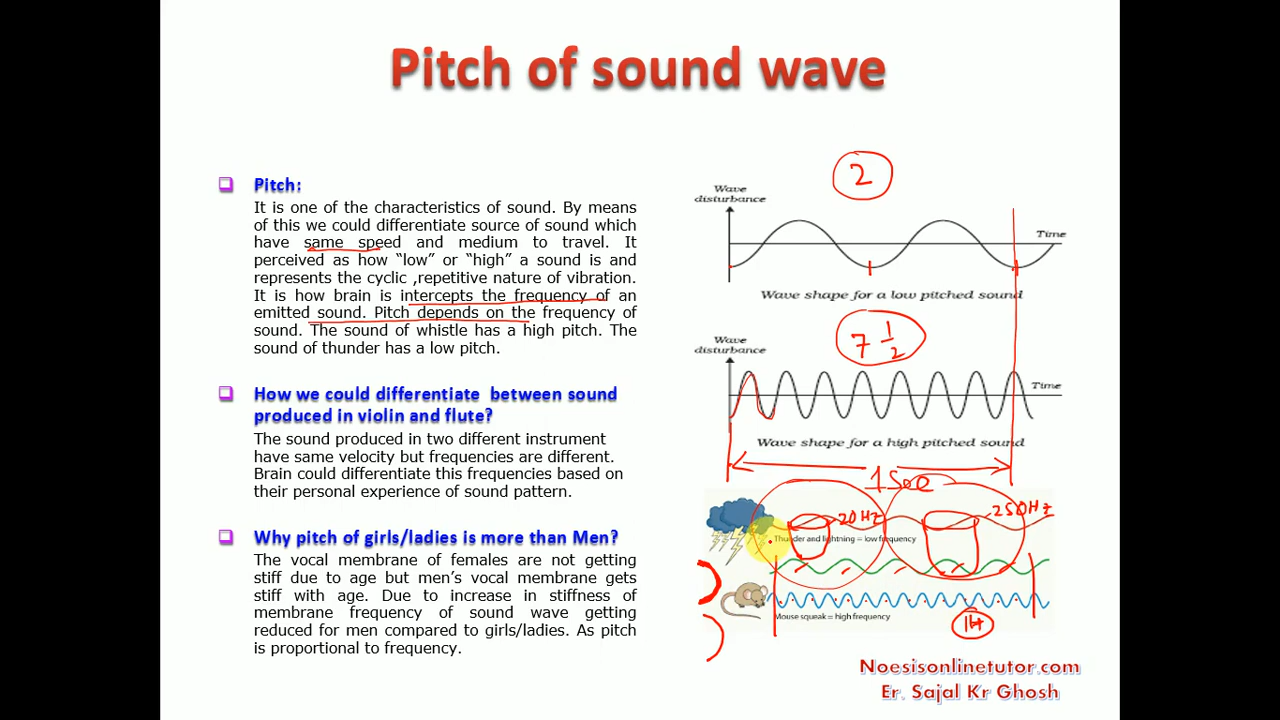 Pitch of sound wave
Pitch:
It is one of the characteristics of sound. By means
of this we could differentiate source of sound which
have same speed and medium to travel. It
perceived as how “low” or “high” a sound is and
represents the cyclic ,repetitive nature of vibration.
It is how brain is intercepts the frequency of an
emitted sound. Pitch depends on the frequency of
sound. The sound of whistle has a high pitch. The
sound of thunder has a low pitch.
How we could differentiate between sound
produced in violin and flute?
The sound produced in two different instrument
have same velocity but frequencies are different.
Brain could differentiate this frequencies based on
their personal experience of sound pattern.
Why pitch of girls/ladies is more than Men?
The vocal membrane of females are not getting
stiff due to age but men’s vocal membrane gets
stiff with age. Due to increase in stiffness of
membrane frequency of sound wave getting
reduced for men compared to girls/ladies. As pitch
is proportional to frequency.
2
Wave
disturbance
Time
Wave shape for a low pitched sound
7 1/2
Wave
disturbance
Time
Wave shape for a high pitched sound
1 Sec
20HZ
250HZ
Thunder and lightning = low frequency
Mouse squeak = high frequency
Noesisonlinetutor.com
Er. Sajal Kr Ghosh